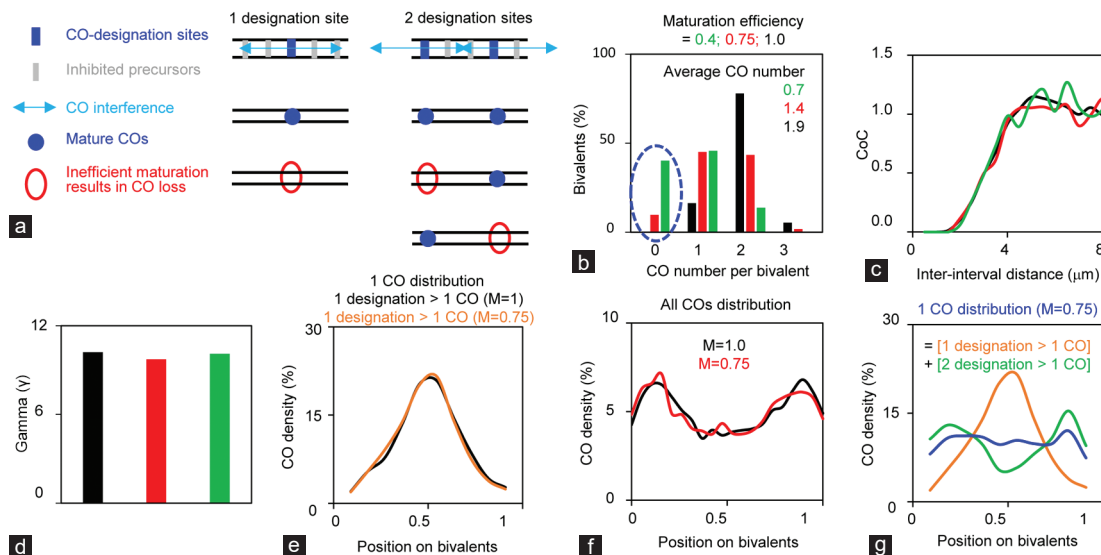 1 designation site
2 designation sites
CO-designation sites
Inhibited precursors
CO interference
Mature COs
Inefficient maturation
results in CO loss
a
Maturation efficiency
= 0.4; 0.75; 1.0
100
50
0
Bivalents (%)
Average CO number
0.7
1.4
1.9
0 1 2 3
CO number per bivalent
b
1.5
1.0
0.5
0.0
CoC
4 8
Inter-interval distance (μm)
c
12
6
0
Gamma (γ)
d
1 CO distribution
1 designation > 1 CO (M=1)
1 designation > 1 CO (M=0.75)
30
15
0
CO density (%)
0 0.5 1
Position on bivalents
e
All COs distribution
10
5
0
CO density (%)
M=1.0
M=0.75
0 0.5 1
Position on bivalents
f
1 CO distribution (M=0.75)
30
15
0
CO density (%)
= [1 designation > 1 CO]
+ [2 designation > 1 CO]
0 0.5 1
Position on bivalents
g